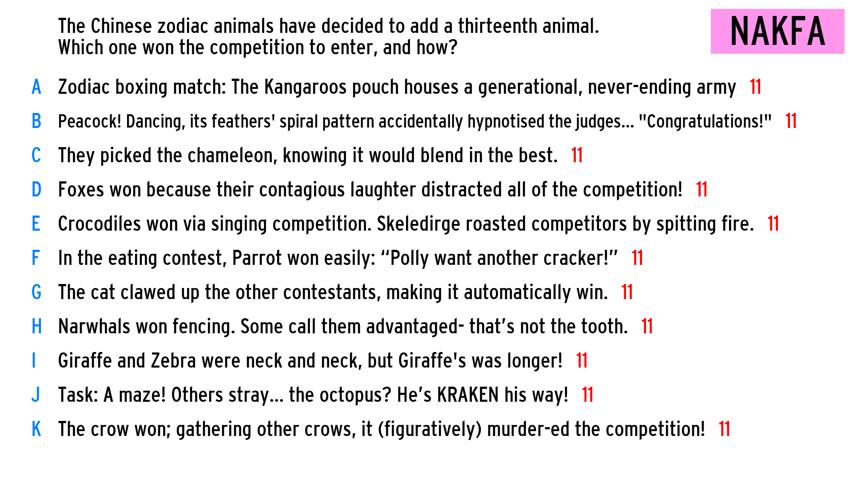 The Chinese zodiac animals have decided to add a thirteenth animal.
Which one won the competition to enter, and how?
NAKFA
A Zodiac boxing match: The Kangaroos pouch houses a generational, never-ending army 11
B Peacock! Dancing, its feathers' spiral pattern accidentally hypnotised the judges... "Congratulations!" 11
C They picked the chameleon, knowing it would blend in the best. 11
D Foxes won because their contagious laughter distracted all of the competition! 11
E Crocodiles won via singing competition. Skeledirge roasted competitors by spitting fire. 11
F In the eating contest, Parrot won easily: “Polly want another cracker!” 11
G The cat clawed up the other contestants, making it automatically win. 11
H Narwhals won fencing. Some call them advantaged- that’s not the tooth. 11
I Giraffe and Zebra were neck and neck, but Giraffe's was longer! 11
J Task: A maze! Others stray... the octopus? He’s KRAKEN his way! 11
K The crow won; gathering other crows, it (figuratively) murder-ed the competition! 11